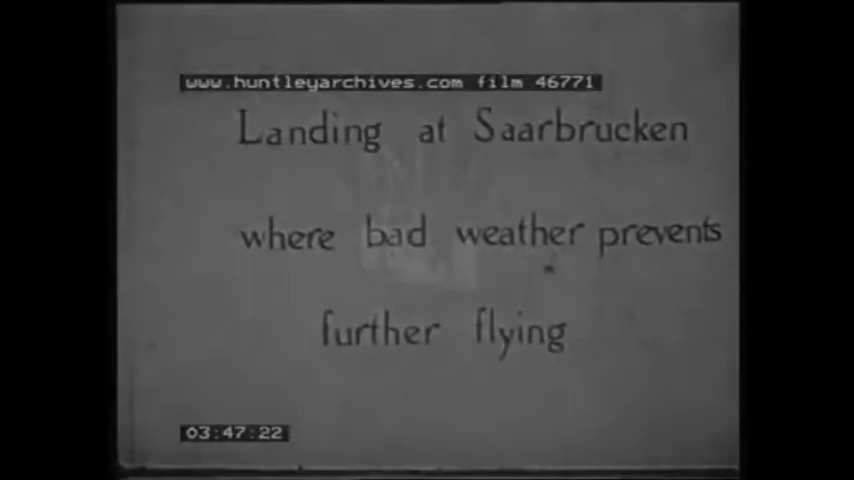 www.huntleyarchives.com film 46771
Landing at Saarbrucken
where bad weather prevents
further flying
03:47:22